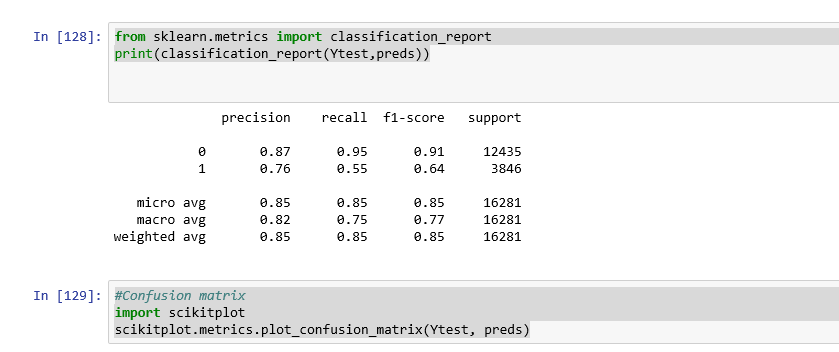 In [128]: from sklearn.metrics import classification_report
print(classification_report(Ytest,preds))
precision recall f1-score support
0 0.87 0.95 0.91 12435
1 0.76 0.55 0.64 3846
micro avg 0.85 0.85 0.85 16281
macro avg 0.82 0.75 0.77 16281
weighted avg 0.85 0.85 0.85 16281
In [129]: #Confusion matrix
import scikitplot
scikitplot.metrics.plot_confusion_matrix(Ytest, preds)